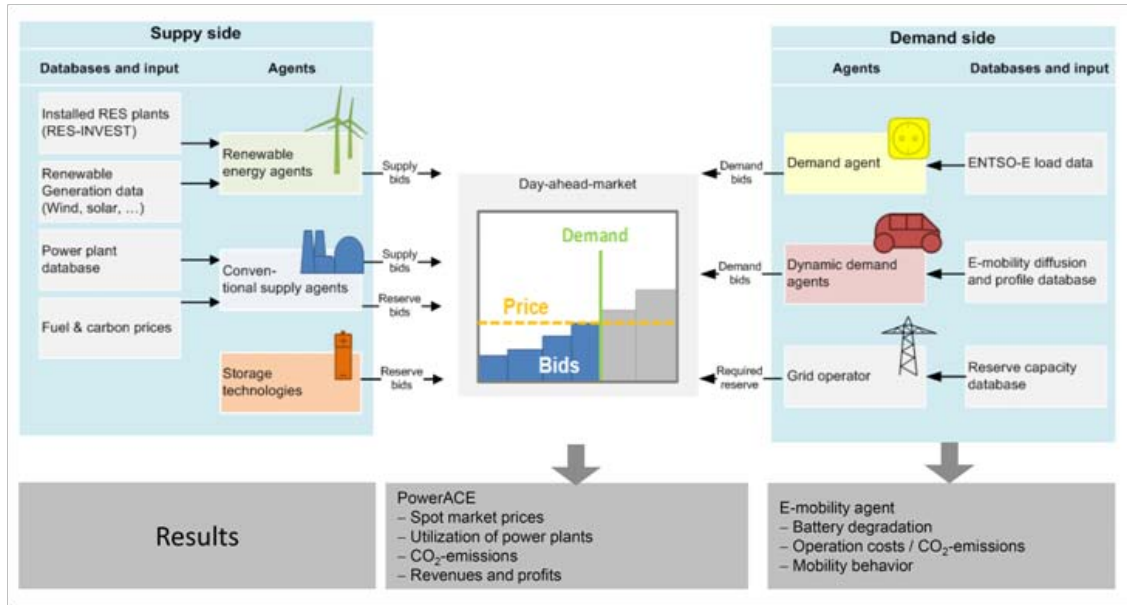 Suppy side
Databases and input
Agents
Installed RES plants
(RES-INVEST)
Renewable
Generation data
(Wind, solar, …)
Power plant
database
Fuel & carbon prices
Renewable
energy agents
Conven-
tional supply agents
Storage
technologies
Supply
bids
Supply
bids
Reserve
bids
Reserve
bids
Day-ahead-market
Demand
Price
Bids
Demand
bids
Demand
bids
Required
reserve
Demand side
Agents
Databases and input
Demand agent
ENTSO-E load data
Dynamic demand
agents
E-mobility diffusion
and profile database
Grid operator
Reserve capacity
database
Results
PowerACE
– Spot market prices
– Utilization of power plants
– CO₂-emissions
– Revenues and profits
E-mobility agent
– Battery degradation
– Operation costs / CO₂-emissions
– Mobility behavior